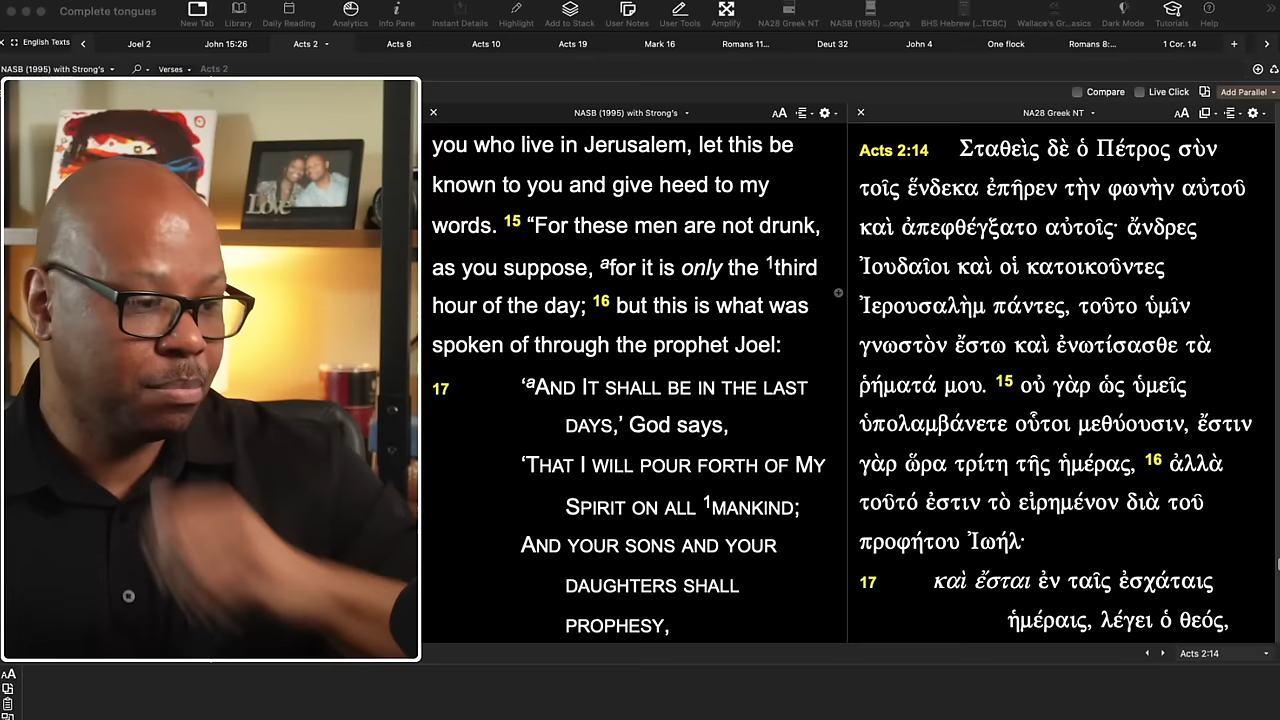 Complete tongues
New Tab
Library
Daily Reading
Analytics
Info Pane
Instant Details
Highlight
Add to Stack
User Notes
User Tools
Amplify
NA28 Greek NT
NASB (1995) ...ong's
BHS Hebrew (...TCBC)
Wallace's Gr...asics
Dark Mode
Tutorials
Help
English Texts
Joel 2
John 15:26
Acts 2
Acts 8
Acts 10
Acts 19
Mark 16
Romans 11...
Deut 32
John 4
One flock
Romans 8:...
1 Cor. 14
NASB (1995) with Strong's
Verses
Acts 2
Compare
Live Click
Add Parallel
NASB (1995) with Strong's
you who live in Jerusalem, let this be
known to you and give heed to my
words. 15 “For these men are not drunk,
as you suppose, afor it is only the 1third
hour of the day; 16 but this is what was
spoken of through the prophet Joel:
17 ‘aAND IT SHALL BE IN THE LAST
DAYS,’ God says,
‘THAT I WILL POUR FORTH OF MY
SPIRIT ON ALL 1MANKIND;
AND YOUR SONS AND YOUR
DAUGHTERS SHALL
PROPHESY,
NA28 Greek NT
Acts 2:14 Σταθεὶς δὲ ὁ Πέτρος σὺν
τοῖς ἕνδεκα ἐπῆρεν τὴν φωνὴν αὐτοῦ
καὶ ἀπεφθέγξατο αὐτοῖς· ἄνδρες
Ἰουδαῖοι καὶ οἱ κατοικοῦντες
Ἰερουσαλὴμ πάντες, τοῦτο ὑμῖν
γνωστὸν ἔστω καὶ ἐνωτίσασθε τὰ
ῥήματά μου. 15 οὐ γὰρ ὡς ὑμεῖς
ὑπολαμβάνετε οὗτοι μεθύουσιν, ἔστιν
γὰρ ὥρα τρίτη τῆς ἡμέρας, 16 ἀλλὰ
τοῦτό ἐστιν τὸ εἰρημένον διὰ τοῦ
προφήτου Ἰωήλ·
17 καὶ ἔσται ἐν ταῖς ἐσχάταις
ἡμέραις, λέγει ὁ θεός,
Acts 2:14
Love